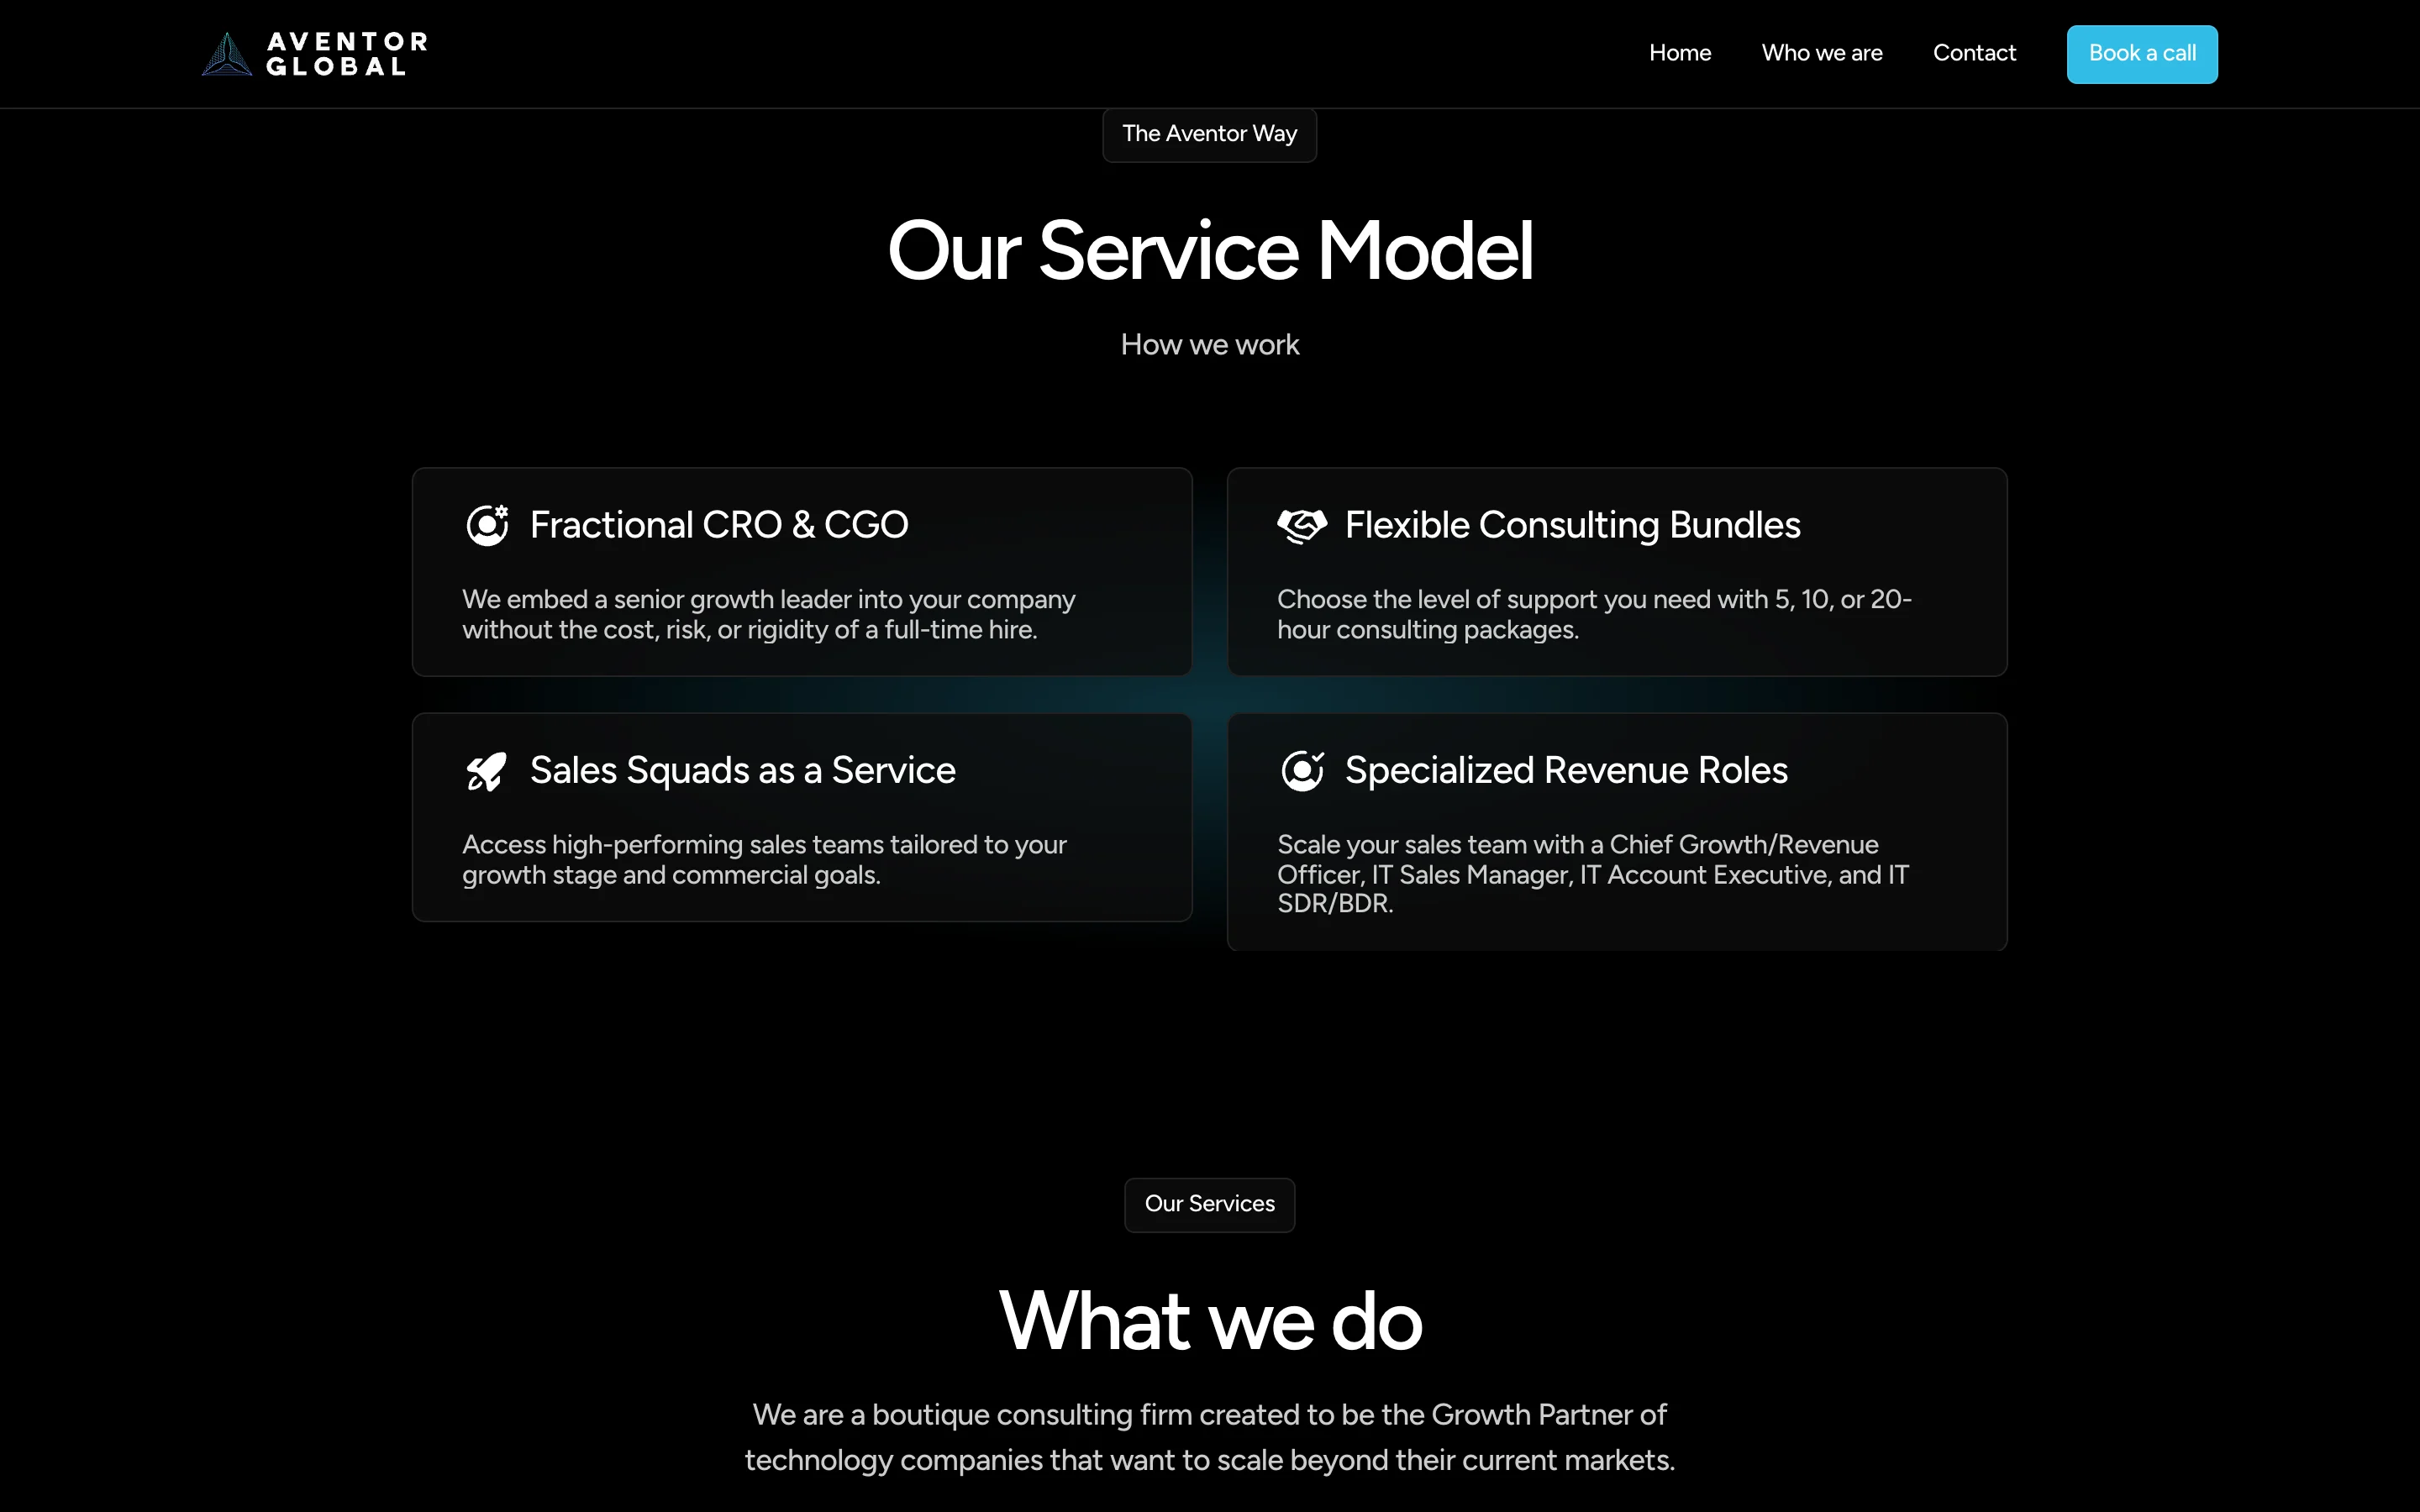 AVENTOR
GLOBAL
Home
Who we are
Contact
Book a call
The Aventor Way
Our Service Model
How we work
Fractional CRO & CGO
We embed a senior growth leader into your company
without the cost, risk, or rigidity of a full-time hire.
Flexible Consulting Bundles
Choose the level of support you need with 5, 10, or 20-
hour consulting packages.
Sales Squads as a Service
Access high-performing sales teams tailored to your
growth stage and commercial goals.
Specialized Revenue Roles
Scale your sales team with a Chief Growth/Revenue
Officer, IT Sales Manager, IT Account Executive, and IT
SDR/BDR.
Our Services
What we do
We are a boutique consulting firm created to be the Growth Partner of
technology companies that want to scale beyond their current markets.